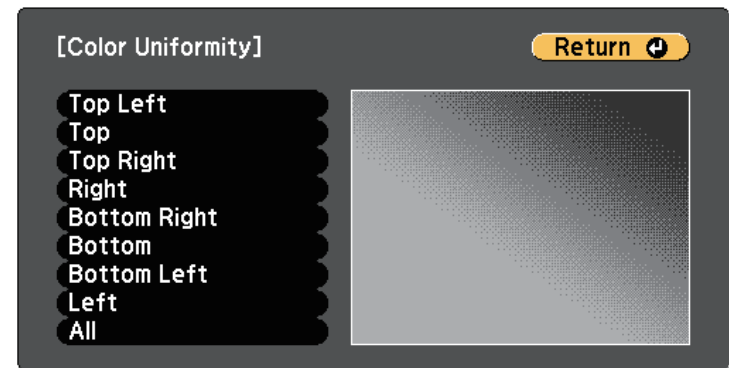 [Color Uniformity]
Return
Top Left
Top
Top Right
Right
Bottom Right
Bottom
Bottom Left
Left
All